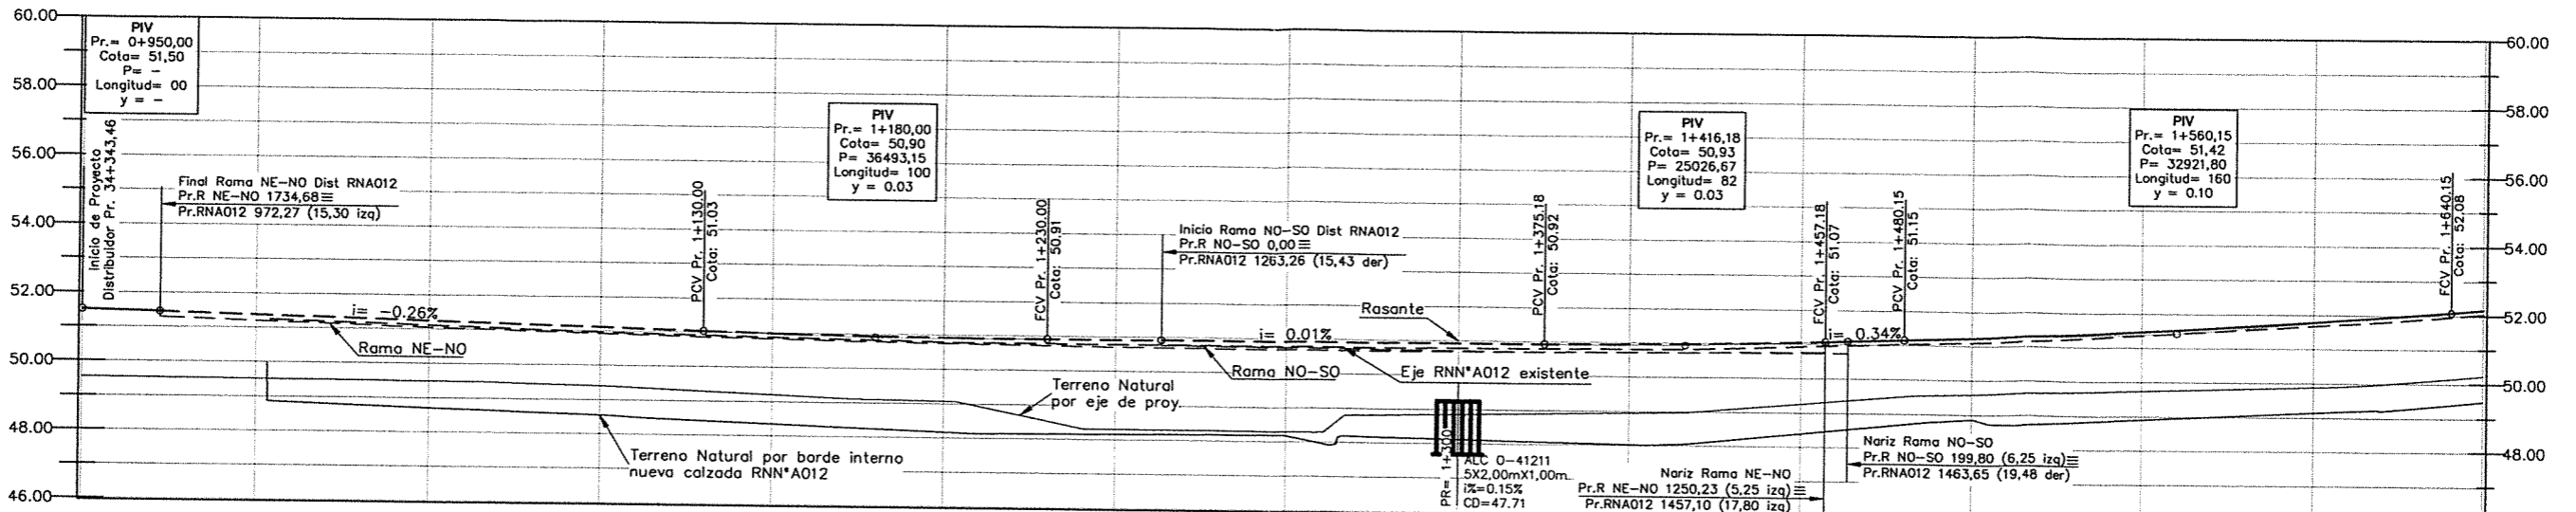 60.00
58.00
56.00
54.00
52.00
50.00
48.00
46.00
PIV
Pr.= 0+950,00
Cota= 51,50
P= -
Longitud= 00
y = -
Inicio de Proyecto
Distribuidor Pr. 34+343,46
Final Rama NE-NO Dist RNA012
Pr.R NE-NO 1734,68≡
Pr.RNA012 972,27 (15,30 izq)
i= -0.26%
Rama NE-NO
Terreno Natural por borde interno
nueva calzada RNN°A012
PCV Pr. 1+130.00
Cota: 51.03
PIV
Pr.= 1+180,00
Cota= 50,90
P= 36493,15
Longitud= 100
y = 0.03
FCV Pr. 1+230.00
Cota: 50.91
Terreno Natural
por eje de proy.
Inicio Rama NO-SO Dist RNA012
Pr.R NO-SO 0,00≡
Pr.RNA012 1263,26 (15,43 der)
i= 0.01%
Rasante
Rama NO-SO
Eje RNN°A012 existente
PR= 1+300
ALC O-41211
5X2,00mX1,00m
i%=0.15%
CD=47.71
PCV Pr. 1+375.18
Cota: 50.92
PIV
Pr.= 1+416,18
Cota= 50,93
P= 25026,67
Longitud= 82
y = 0.03
FCV Pr. 1+457.18
Cota: 51.07
PCV Pr. 1+480.15
Cota: 51.15
i= 0.34%
Nariz Rama NE-NO
Pr.R NE-NO 1250,23 (5,25 izq)≡
Pr.RNA012 1457,10 (17,80 izq)
Nariz Rama NO-SO
Pr.R NO-SO 199,80 (6,25 izq)≡
Pr.RNA012 1463,65 (19,48 der)
PIV
Pr.= 1+560,15
Cota= 51,42
P= 32921,80
Longitud= 160
y = 0.10
FCV Pr. 1+640.15
Cota: 52.08
60.00
58.00
56.00
54.00
52.00
50.00
48.00